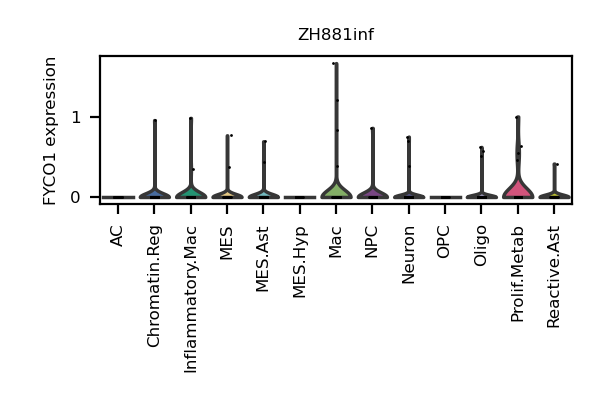 ZH881inf
FYCO1 expression
1
0
AC
Chromatin.Reg
Inflammatory.Mac
MES
MES.Ast
MES.Hyp
Mac
NPC
Neuron
OPC
Oligo
Prolif.Metab
Reactive.Ast